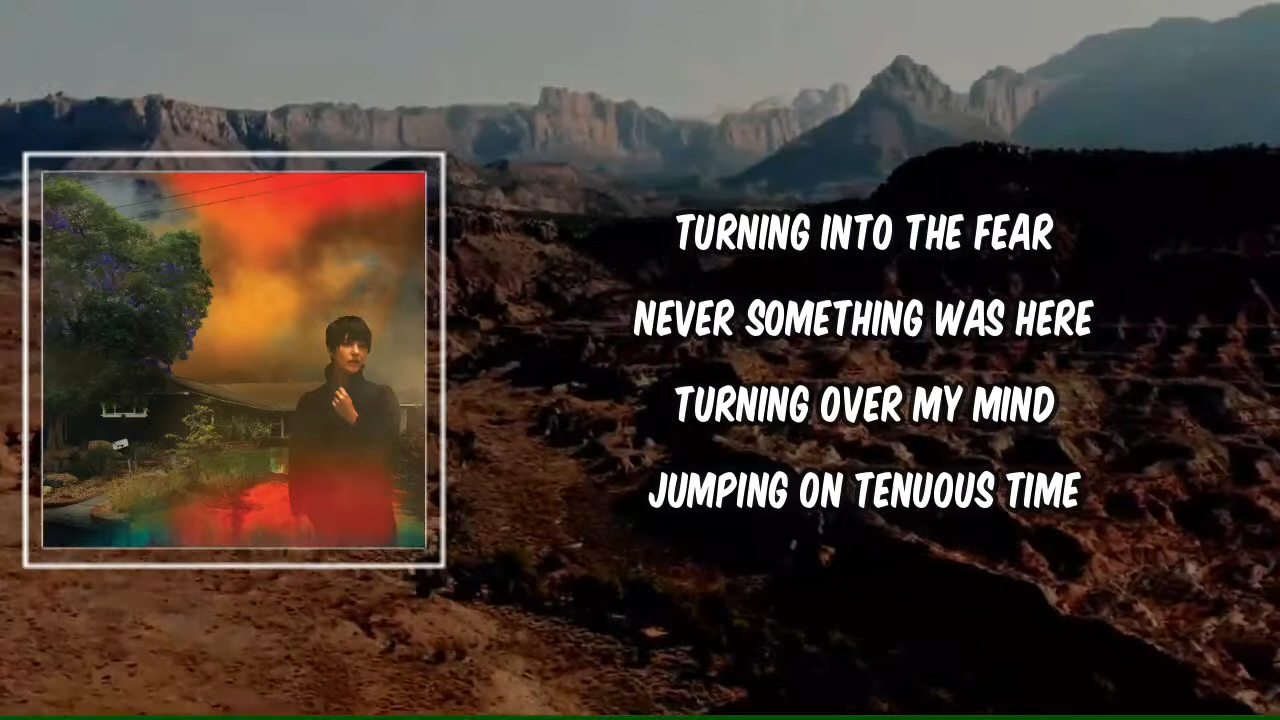 TURNING INTO THE FEAR
NEVER SOMETHING WAS HERE
TURNING OVER MY MIND
JUMPING ON TENUOUS TIME